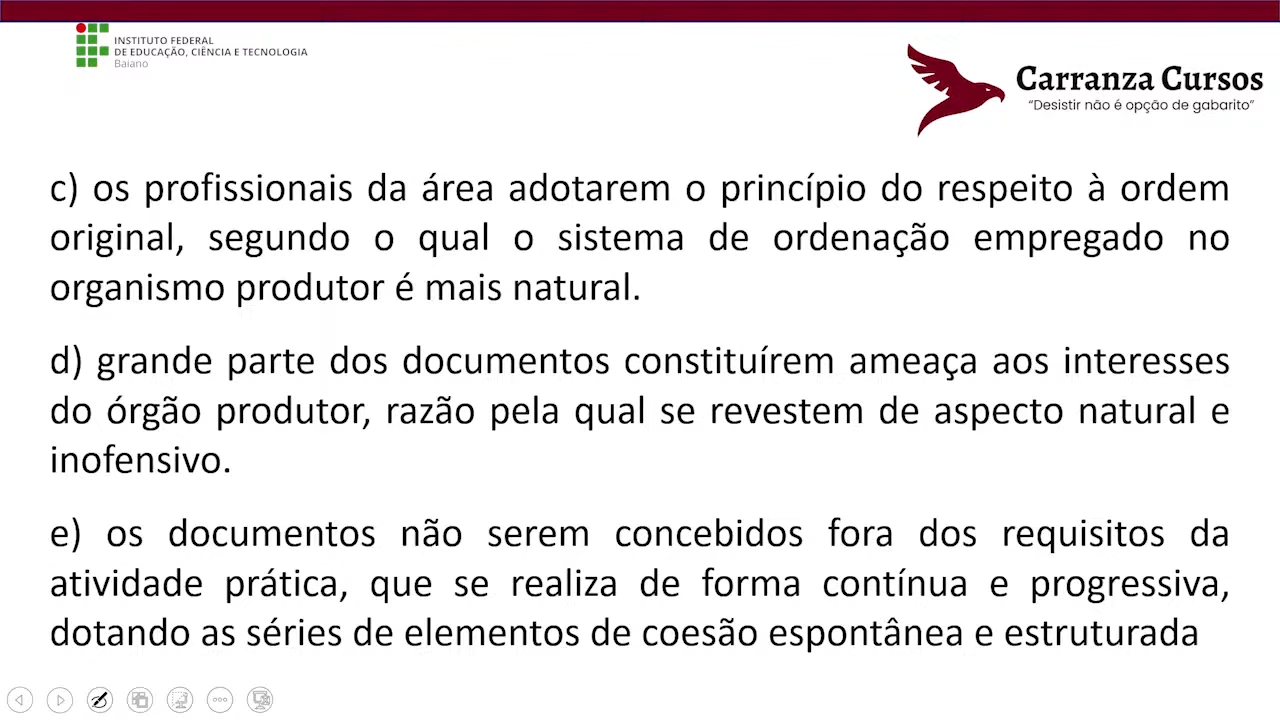 INSTITUTO FEDERAL
DE EDUCAÇÃO, CIÊNCIA E TECNOLOGIA
Baiano
Carranza Cursos
“Desistir não é opção de gabarito”
c) os profissionais da área adotarem o princípio do respeito à ordem
original, segundo o qual o sistema de ordenação empregado no
organismo produtor é mais natural.
d) grande parte dos documentos constituírem ameaça aos interesses
do órgão produtor, razão pela qual se revestem de aspecto natural e
inofensivo.
e) os documentos não serem concebidos fora dos requisitos da
atividade prática, que se realiza de forma contínua e progressiva,
dotando as séries de elementos de coesão espontânea e estruturada